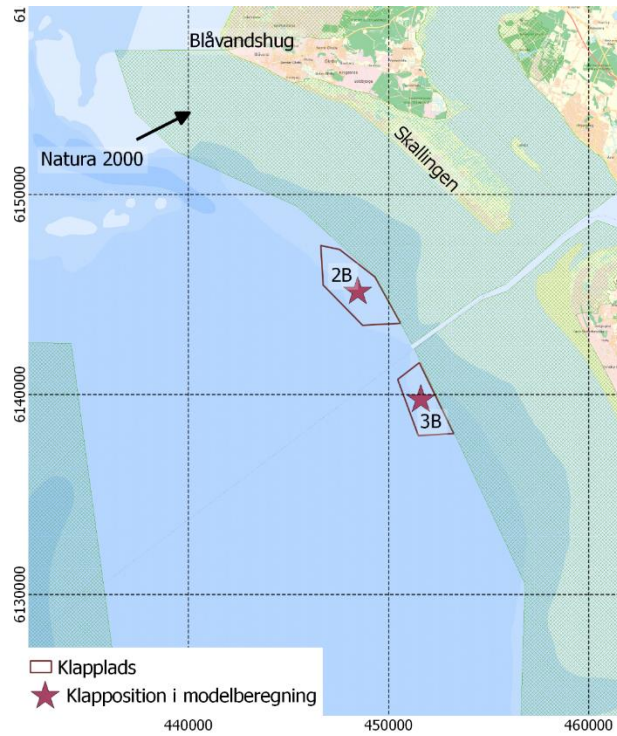 61
Blåvandshug
Natura 2000
Skallingen
6150000
2B
6140000
3B
6130000
Klapplads
Klapposition i modelberegning
440000
450000
460000